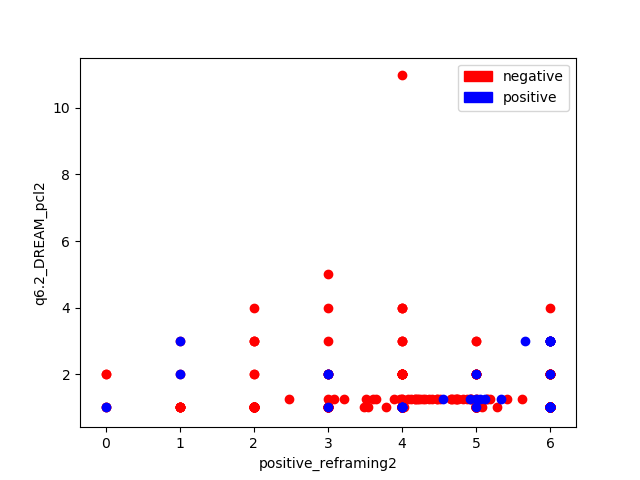 negative
positive
10
8
6
4
2
q6.2_DREAM_pcl2
0 1 2 3 4 5 6
positive_reframing2